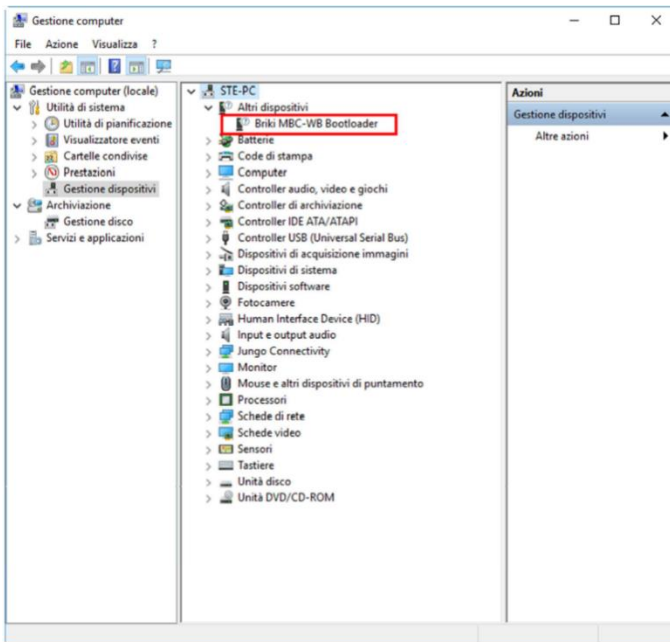 Gestione computer
File Azione Visualizza ?
Gestione computer (locale)
Utilità di sistema
Utilità di pianificazione
Visualizzatore eventi
Cartelle condivise
Prestazioni
Gestione dispositivi
Archiviazione
Gestione disco
Servizi e applicazioni
STE-PC
Altri dispositivi
Briki MBC-WB Bootloader
Batterie
Code di stampa
Computer
Controller audio, video e giochi
Controller di archiviazione
Controller IDE ATA/ATAPI
Controller USB (Universal Serial Bus)
Dispositivi di acquisizione immagini
Dispositivi di sistema
Dispositivi software
Fotocamere
Human Interface Device (HID)
Input e output audio
Jungo Connectivity
Monitor
Mouse e altri dispositivi di puntamento
Processori
Schede di rete
Schede video
Sensori
Tastiere
Unità disco
Unità DVD/CD-ROM
Azioni
Gestione dispositivi
Altre azioni